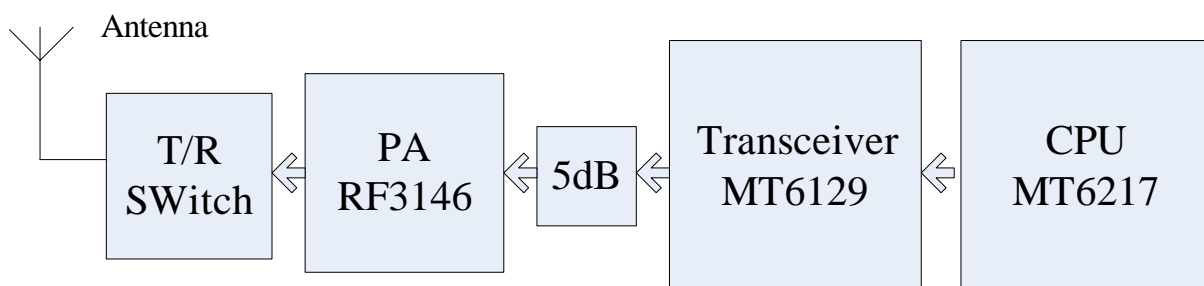 Antenna
T/R
SWitch
PA
RF3146
5dB
Transceiver
MT6129
CPU
MT6217